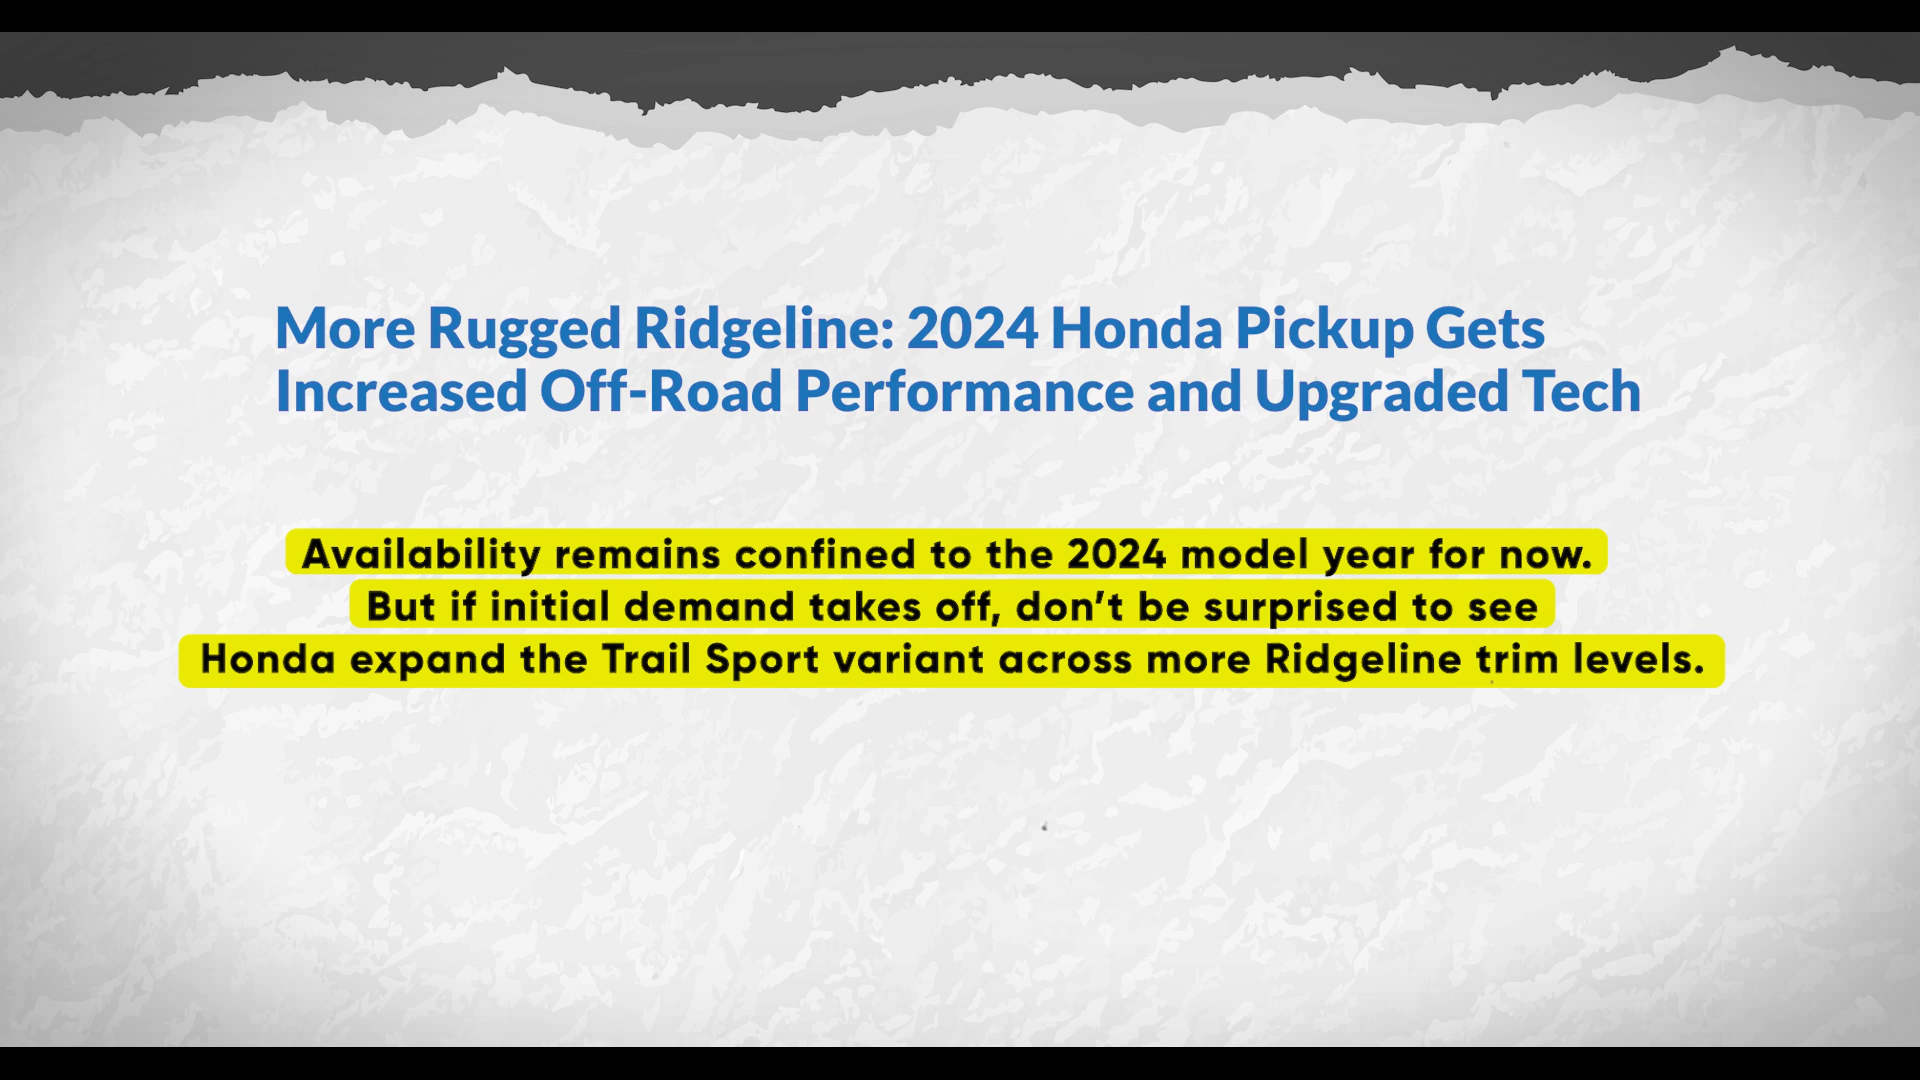 More Rugged Ridgeline: 2024 Honda Pickup Gets
Increased Off-Road Performance and Upgraded Tech
Availability remains confined to the 2024 model year for now.
But if initial demand takes off, don’t be surprised to see
Honda expand the Trail Sport variant across more Ridgeline trim levels.